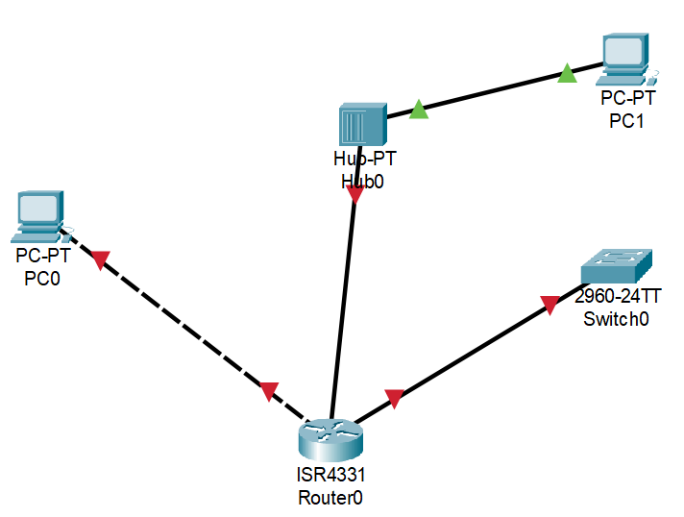 PC-PT
PC1
Hub-PT
Hub0
PC-PT
PC0
2960-24TT
Switch0
ISR4331
Router0